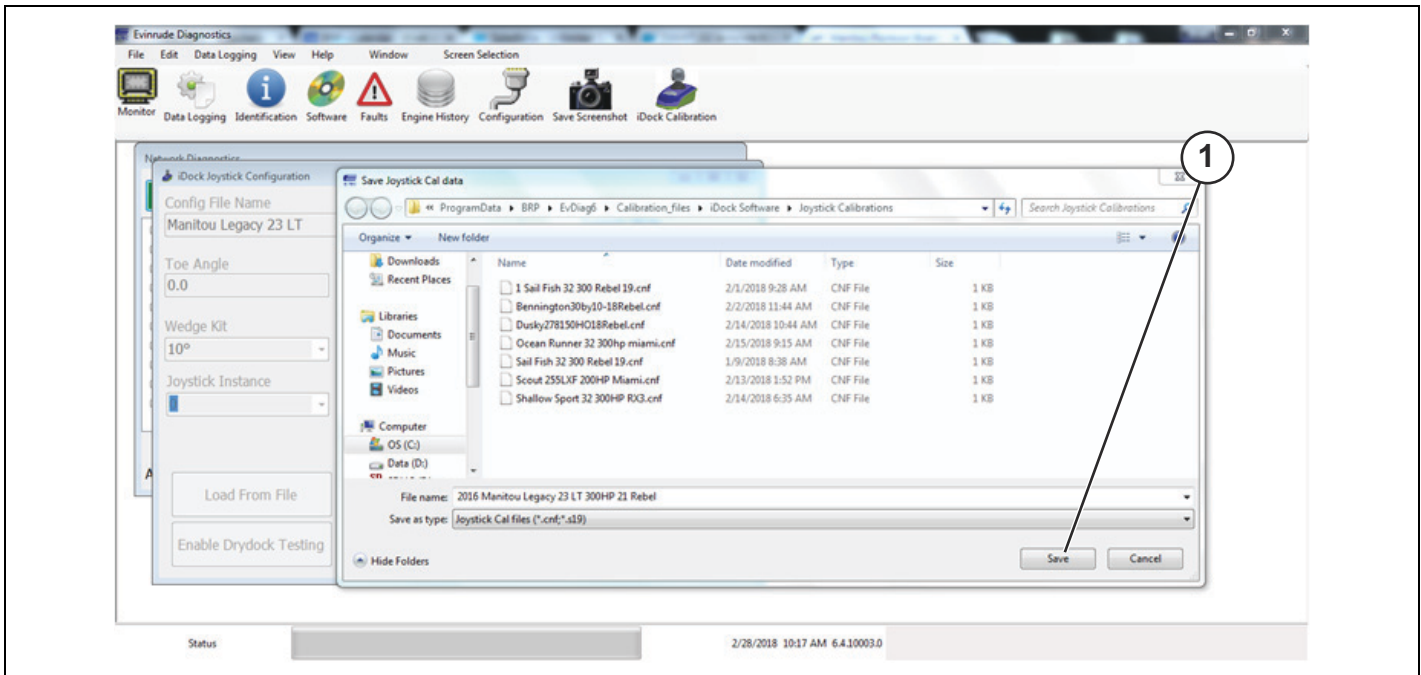 Evinrude Diagnostics
File Edit Data Logging View Help Window Screen Selection
Monitor Data Logging Identification Software Faults Engine History Configuration Save Screenshot iDock Calibration
1
Network Diagnostics
iDock Joystick Configuration
Config File Name
Manitou Legacy 23 LT
Toe Angle
0.0
Wedge Kit
10°
Joystick Instance
Load From File
Enable Drydock Testing
Save Joystick Cal data
« ProgramData BRP EvDiag6 Calibration_files iDock Software Joystick Calibrations
Search Joystick Calibrations
Organize New folder
Downloads
Recent Places
Libraries
Documents
Music
Pictures
Videos
Computer
OS (C:)
Data (D:)
Name Date modified Type Size
1 Sail Fish 32 300 Rebel 19.cnf 2/1/2018 9:28 AM CNF File 1 KB
Bennington30by10-18Rebel.cnf 2/2/2018 11:44 AM CNF File 1 KB
Dusky278150HO18Rebel.cnf 2/14/2018 10:44 AM CNF File 1 KB
Ocean Runner 32 300hp miami.cnf 2/15/2018 9:15 AM CNF File 1 KB
Sail Fish 32 300 Rebel 19.cnf 1/9/2018 8:38 AM CNF File 1 KB
Scout 255LXF 200HP Miami.cnf 2/13/2018 1:52 PM CNF File 1 KB
Shallow Sport 32 300HP RX3.cnf 2/14/2018 6:35 AM CNF File 1 KB
File name: 2016 Manitou Legacy 23 LT 300HP 21 Rebel
Save as type: Joystick Cal files (*.cnf;*.s19)
Hide Folders
Save Cancel
Status 2/28/2018 10:17 AM 6.4.10003.0